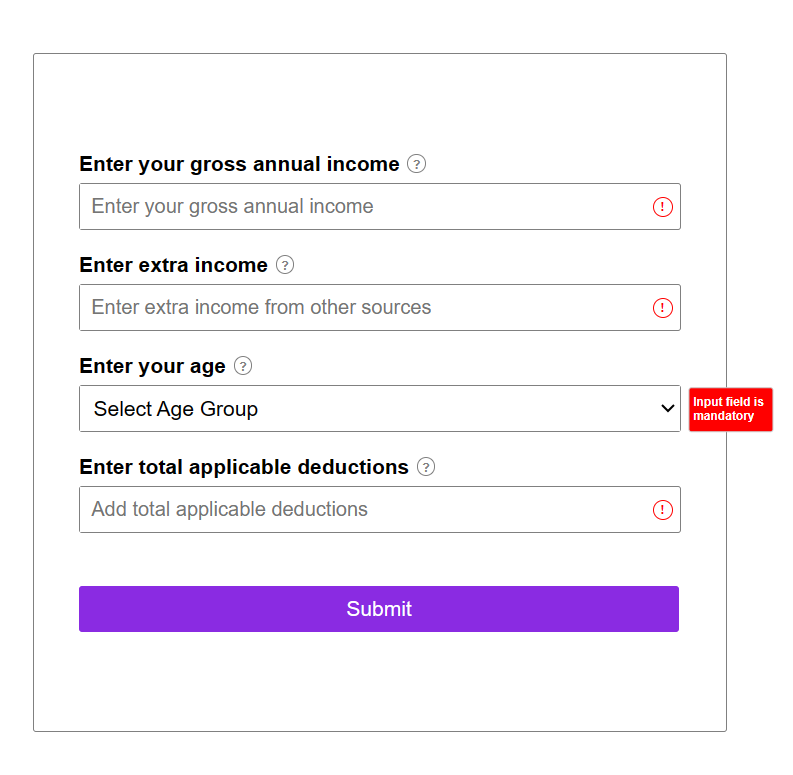 Enter your gross annual income ?
Enter your gross annual income !
Enter extra income ?
Enter extra income from other sources !
Enter your age ?
Select Age Group
Input field is
mandatory
Enter total applicable deductions ?
Add total applicable deductions !
Submit